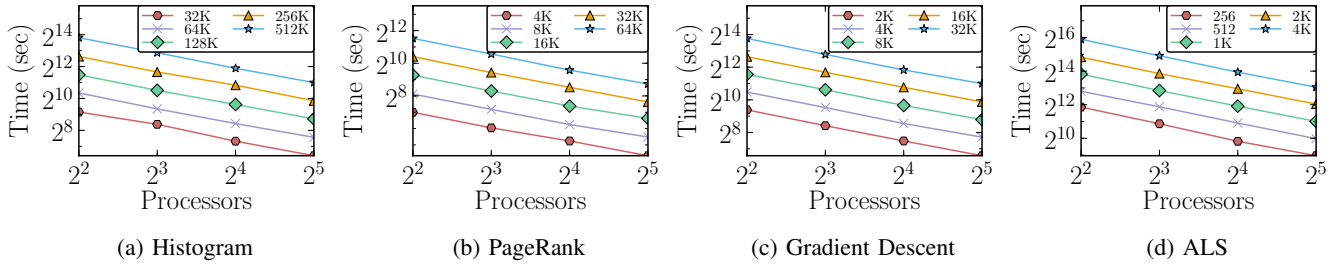 Time (sec)
2^14
2^12
2^10
2^8
32K
64K
128K
256K
512K
2^2 2^3 2^4 2^5
Processors
(a) Histogram
Time (sec)
2^12
2^10
2^8
4K
8K
16K
32K
64K
2^2 2^3 2^4 2^5
Processors
(b) PageRank
Time (sec)
2^14
2^12
2^10
2^8
2K
4K
8K
16K
32K
2^2 2^3 2^4 2^5
Processors
(c) Gradient Descent
Time (sec)
2^16
2^14
2^12
2^10
256
512
1K
2K
4K
2^2 2^3 2^4 2^5
Processors
(d) ALS